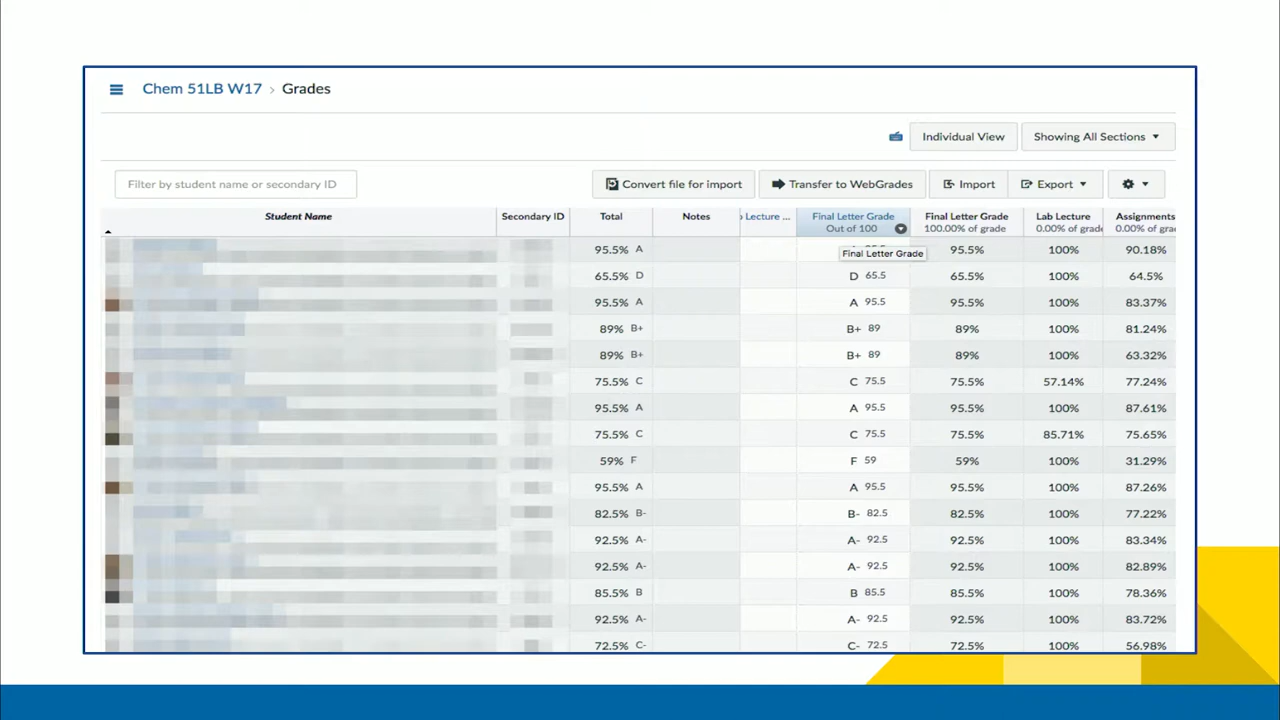 Chem 51LB W17 › Grades
Individual View Showing All Sections
Filter by student name or secondary ID Convert file for import Transfer to WebGrades Import Export
Student Name Secondary ID Total Notes Lecture ... Final Letter Grade Final Letter Grade Lab Lecture Assignments
Out of 100 100.00% of grade 0.00% of grade 0.00% of
95.5% A 95.5% 100% 90.18%
Final Letter Grade
65.5% D D 65.5 65.5% 100% 64.5%
95.5% A A 95.5 95.5% 100% 83.37%
89% B+ B+ 89 89% 100% 81.24%
89% B+ B+ 89 89% 100% 63.32%
75.5% C C 75.5 75.5% 57.14% 77.24%
95.5% A A 95.5 95.5% 100% 87.61%
75.5% C C 75.5 75.5% 85.71% 75.65%
59% F F 59 59% 100% 31.29%
95.5% A A 95.5 95.5% 100% 87.26%
82.5% B- B- 82.5 82.5% 100% 77.22%
92.5% A- A- 92.5 92.5% 100% 83.34%
92.5% A- A- 92.5 92.5% 100% 82.89%
85.5% B B 85.5 85.5% 100% 78.36%
92.5% A- A- 92.5 92.5% 100% 83.72%
72.5% C- C- 72.5 72.5% 100% 56.98%